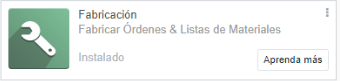 Fabricación
Fabricar Órdenes & Listas de Materiales
Instalado
Aprenda más